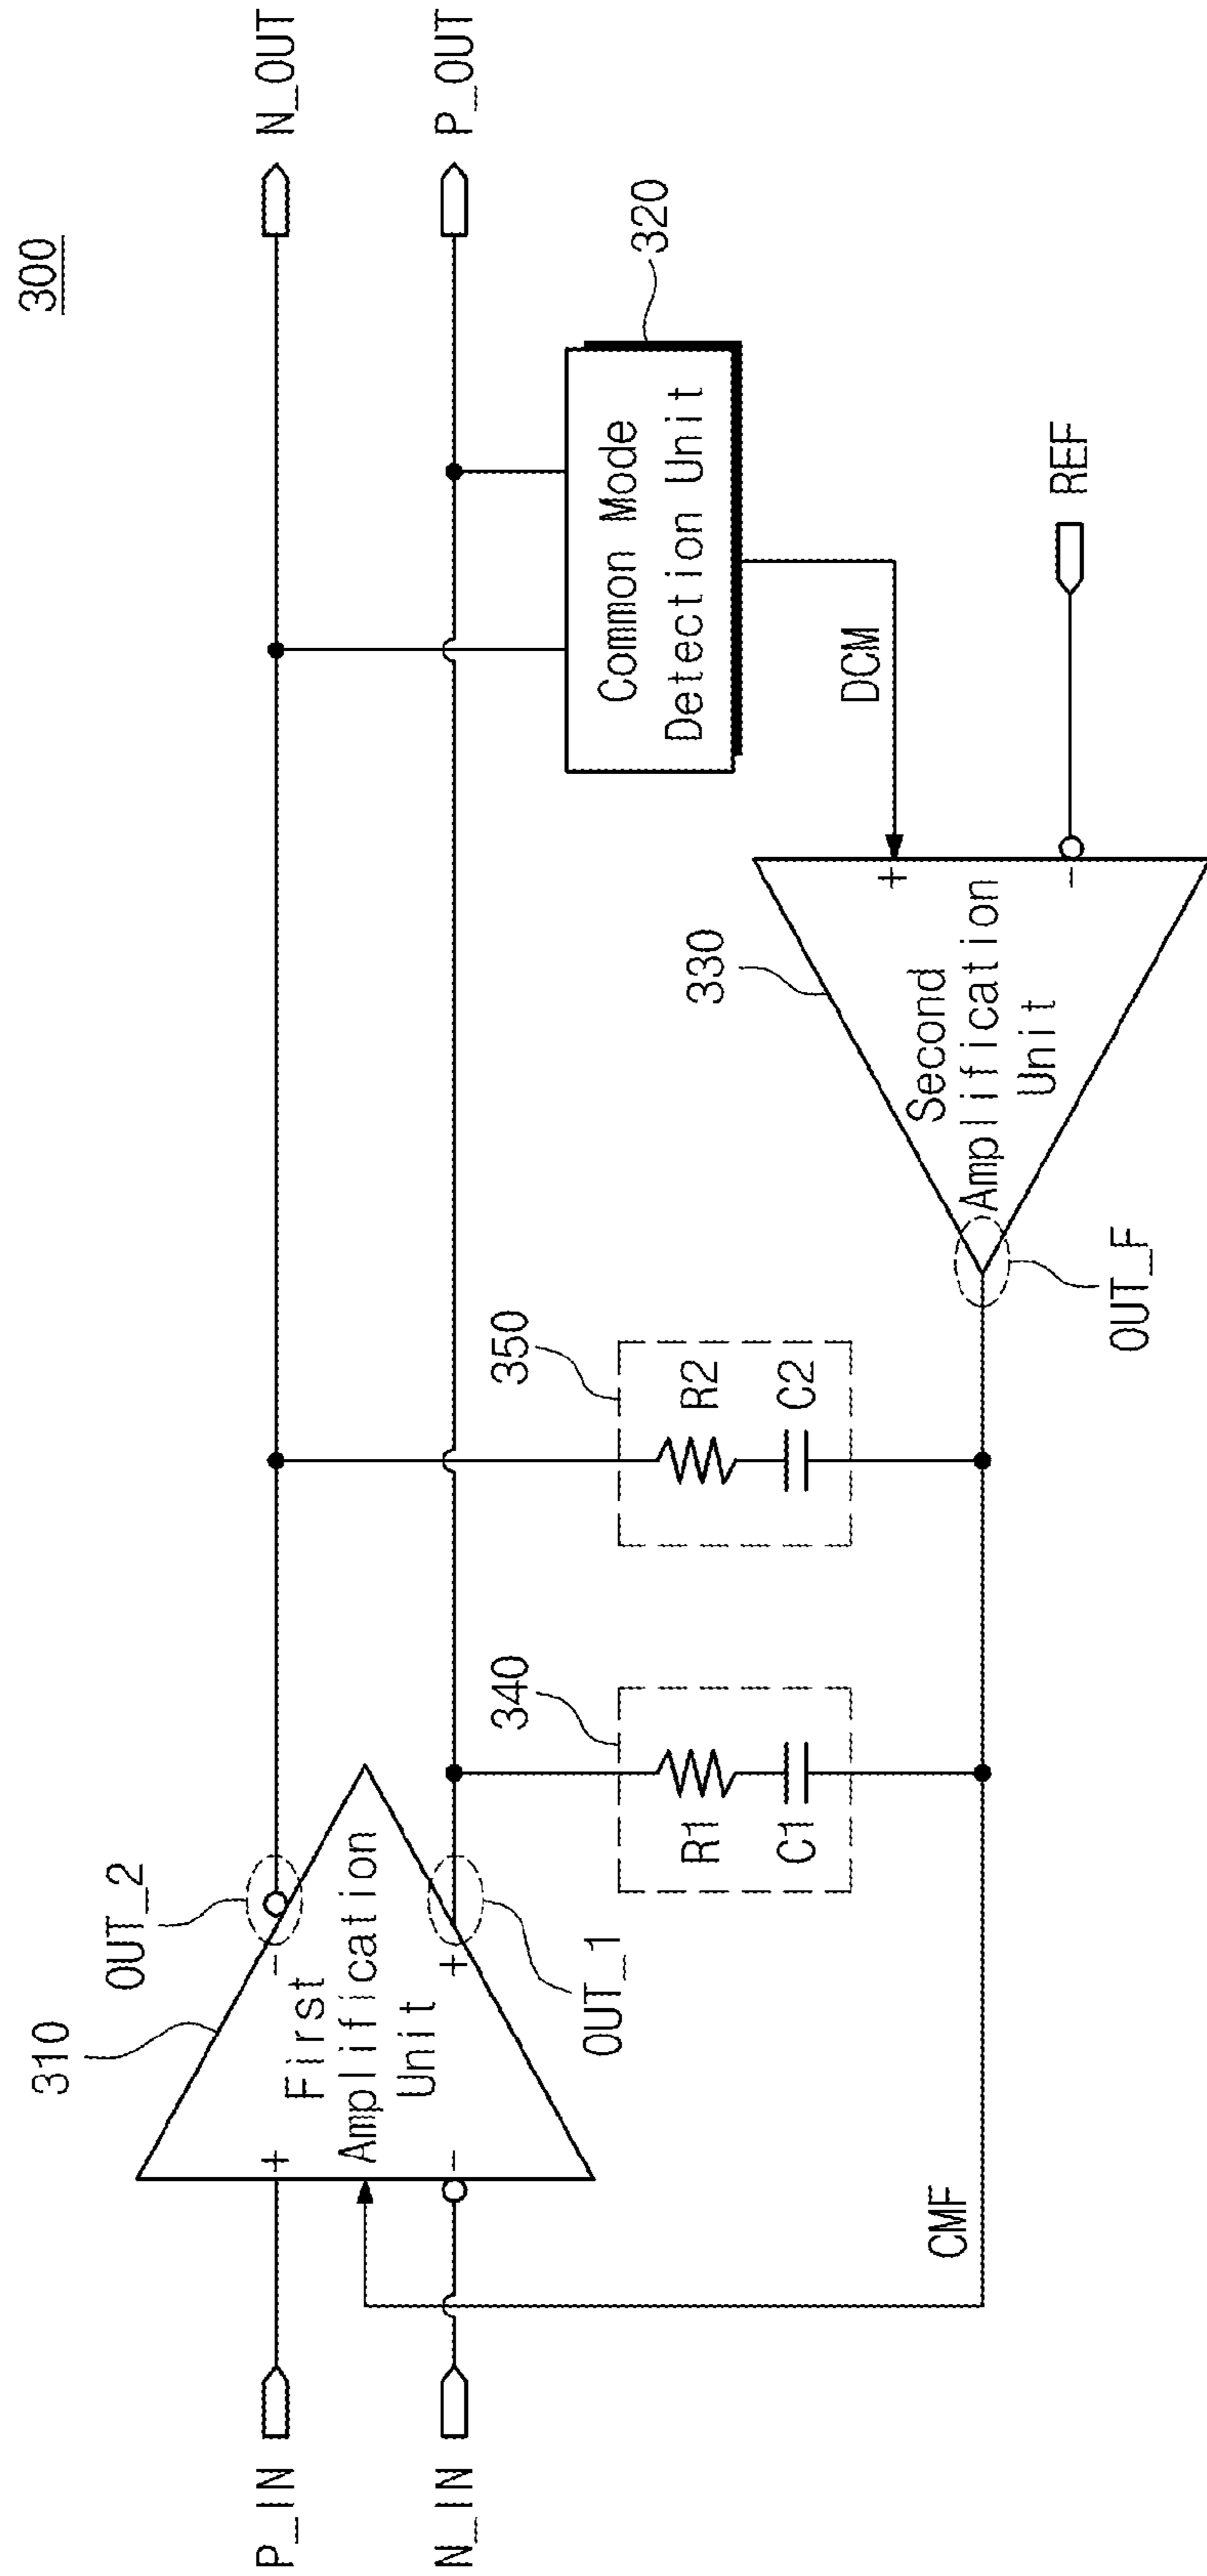 300
P_IN
N_IN
310
OUT_2
+
-
First
Amplification
Unit
-
+
OUT_1
N_OUT
P_OUT
340
R1
C1
350
R2
C2
Common Mode
Detection Unit
320
DCM
REF
330
+
-
Second
Amplification
Unit
OUT_F
CMF